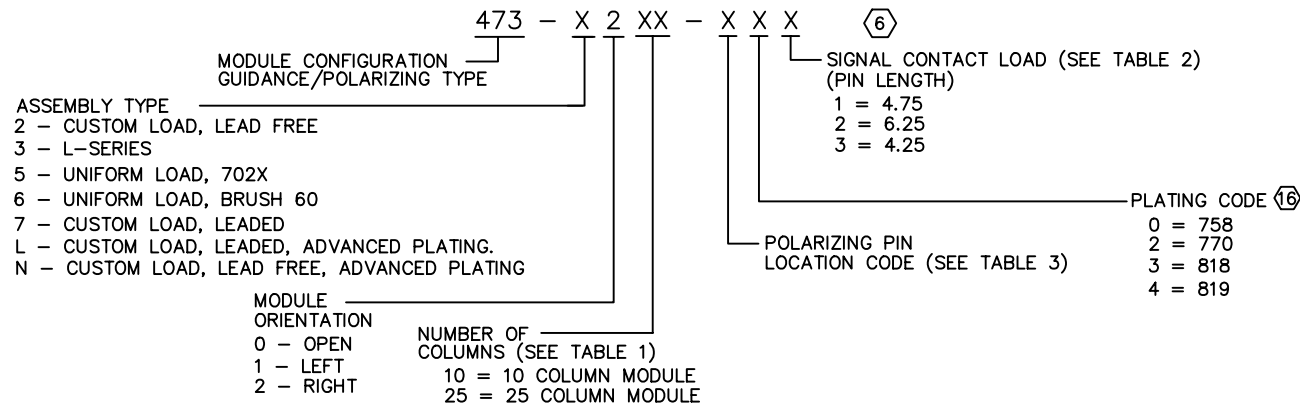 473 - X 2 XX - X X X 6
MODULE CONFIGURATION
GUIDANCE/POLARIZING TYPE
SIGNAL CONTACT LOAD (SEE TABLE 2)
(PIN LENGTH)
1 = 4.75
2 = 6.25
3 = 4.25
ASSEMBLY TYPE
2 - CUSTOM LOAD, LEAD FREE
3 - L-SERIES
5 - UNIFORM LOAD, 702X
6 - UNIFORM LOAD, BRUSH 60
7 - CUSTOM LOAD, LEADED
L - CUSTOM LOAD, LEADED, ADVANCED PLATING.
N - CUSTOM LOAD, LEAD FREE, ADVANCED PLATING
PLATING CODE 16
0 = 758
2 = 770
3 = 818
4 = 819
POLARIZING PIN
LOCATION CODE (SEE TABLE 3)
MODULE
ORIENTATION
0 - OPEN
1 - LEFT
2 - RIGHT
NUMBER OF
COLUMNS (SEE TABLE 1)
10 = 10 COLUMN MODULE
25 = 25 COLUMN MODULE